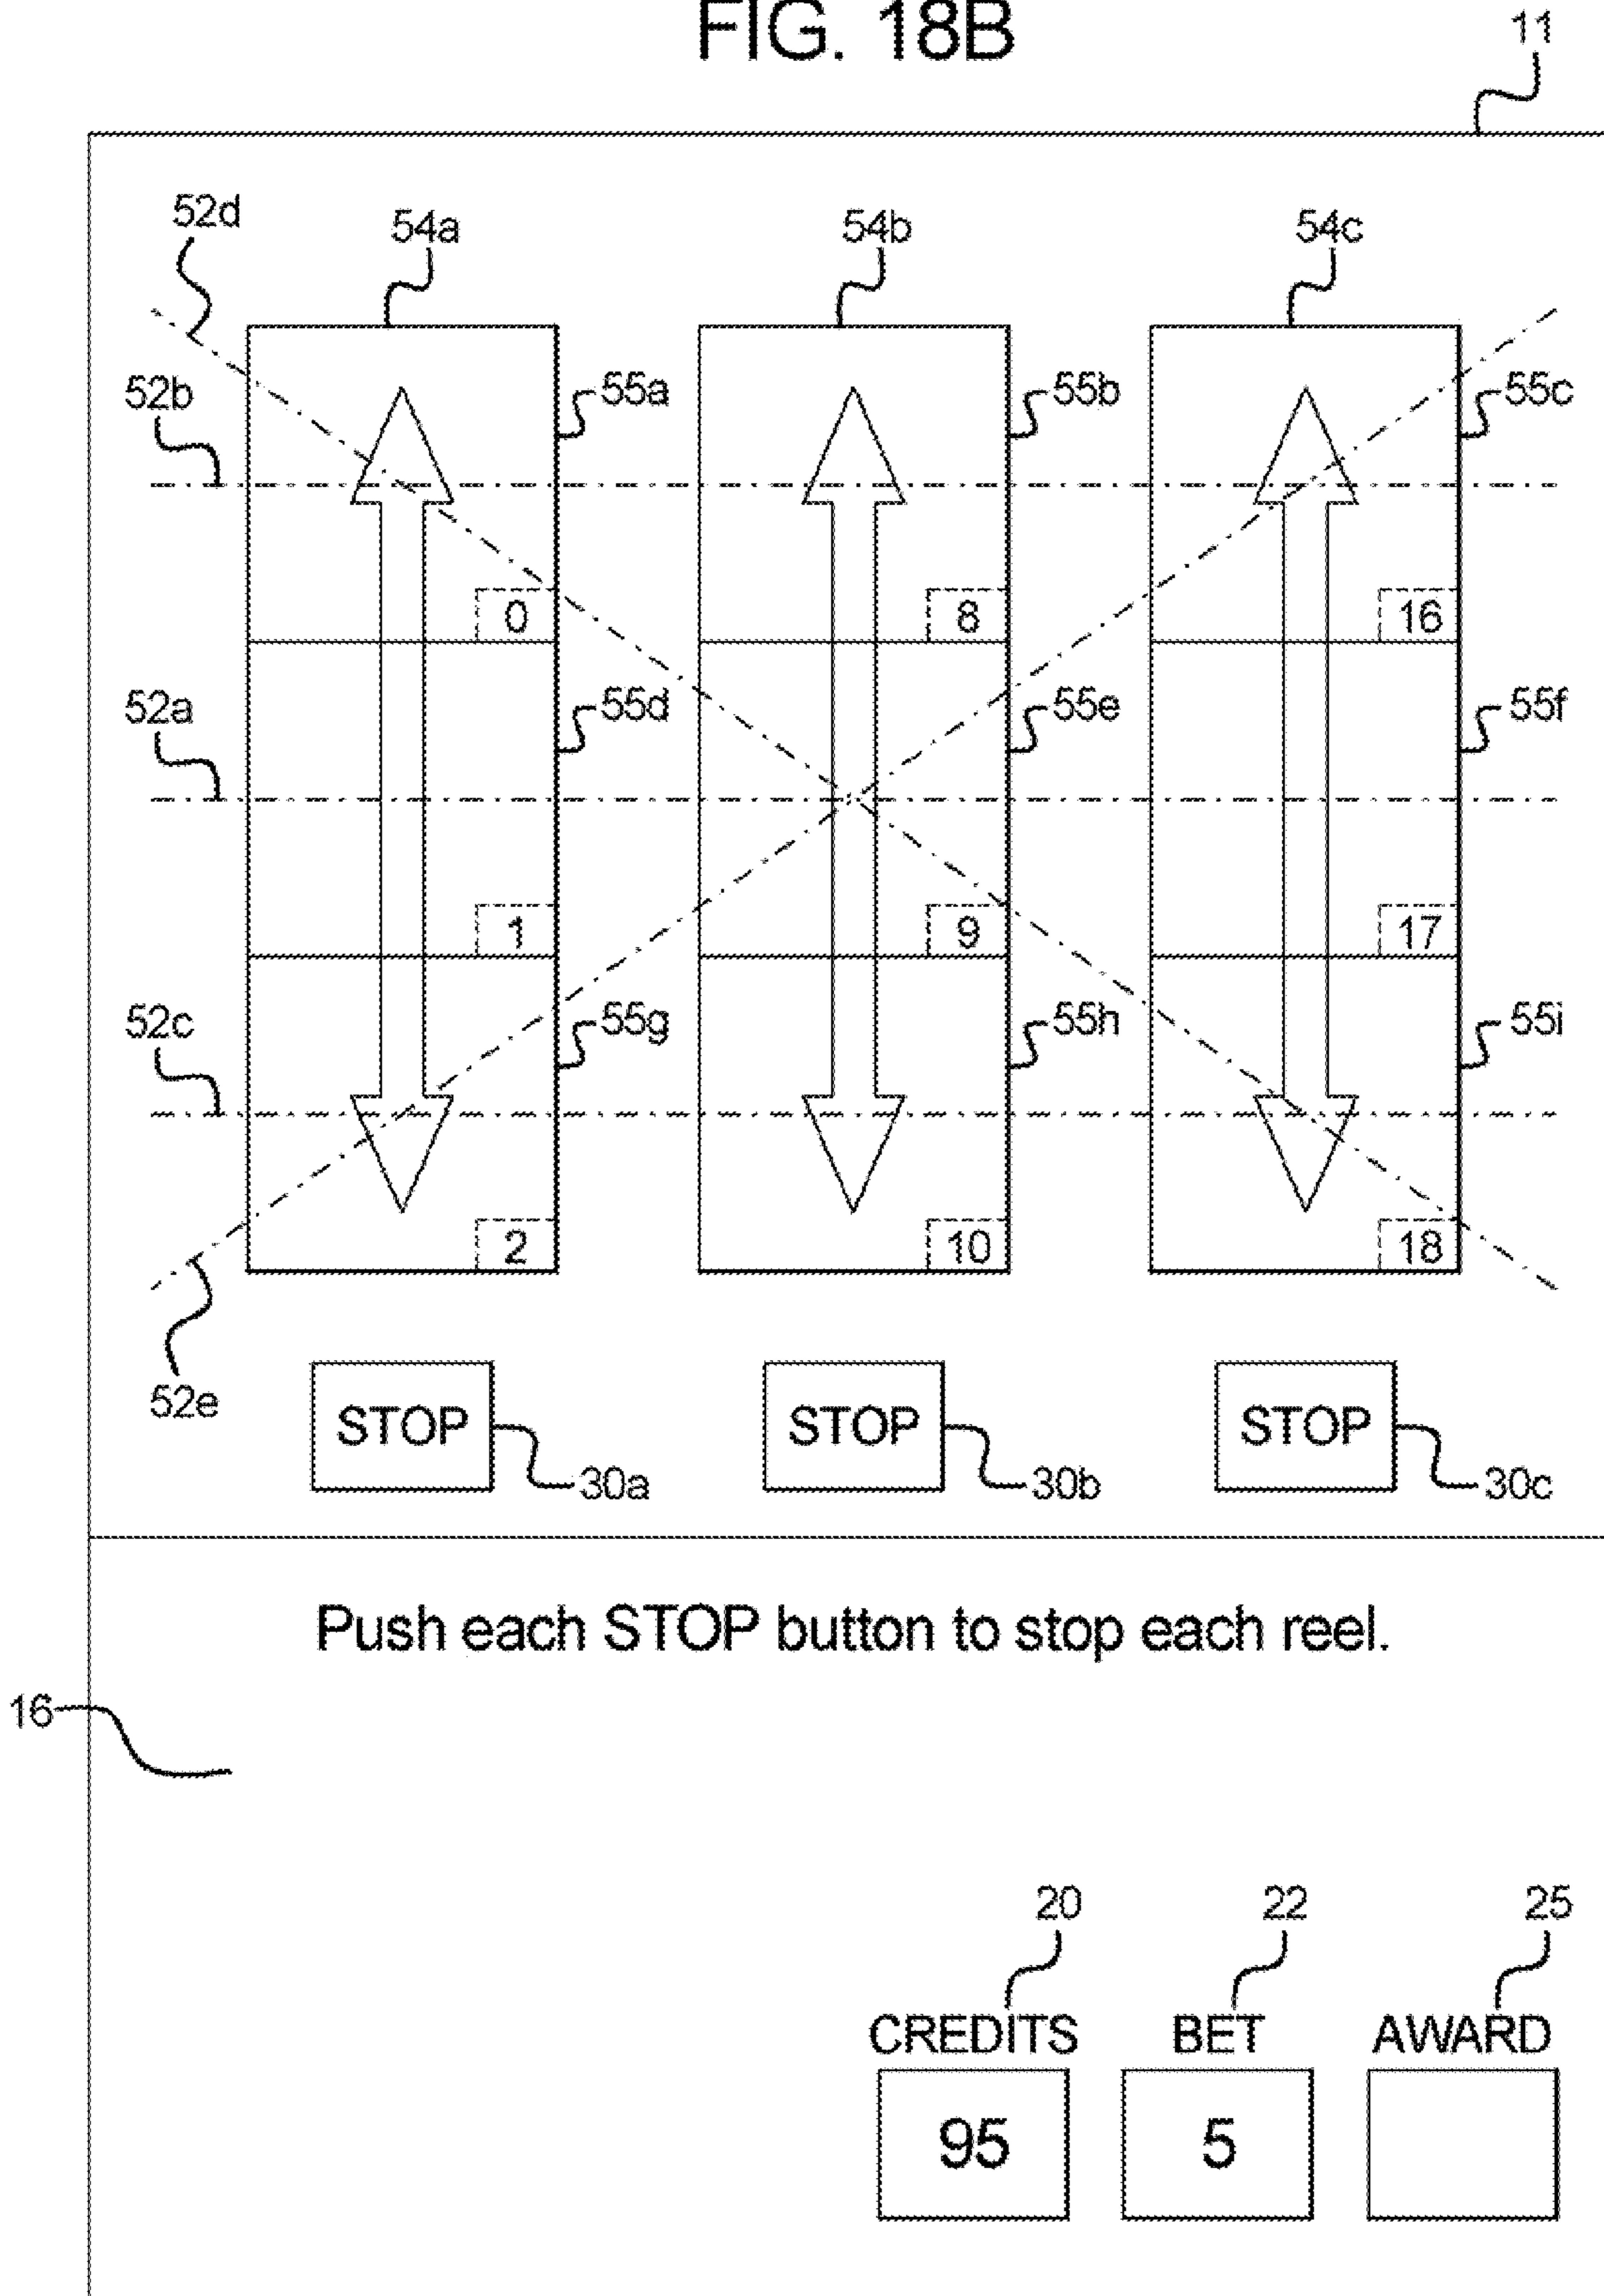 FIG. 18B
11
52d 54a 54b 54c
52b 55a 55b 55c
0 8 16
52a 55d 55e 55f
1 9 17
52c 55g 55h 55i
2 10 18
52e STOP STOP STOP
30a 30b 30c
Push each STOP button to stop each reel.
16
20 22 25
CREDITS BET AWARD
95 5